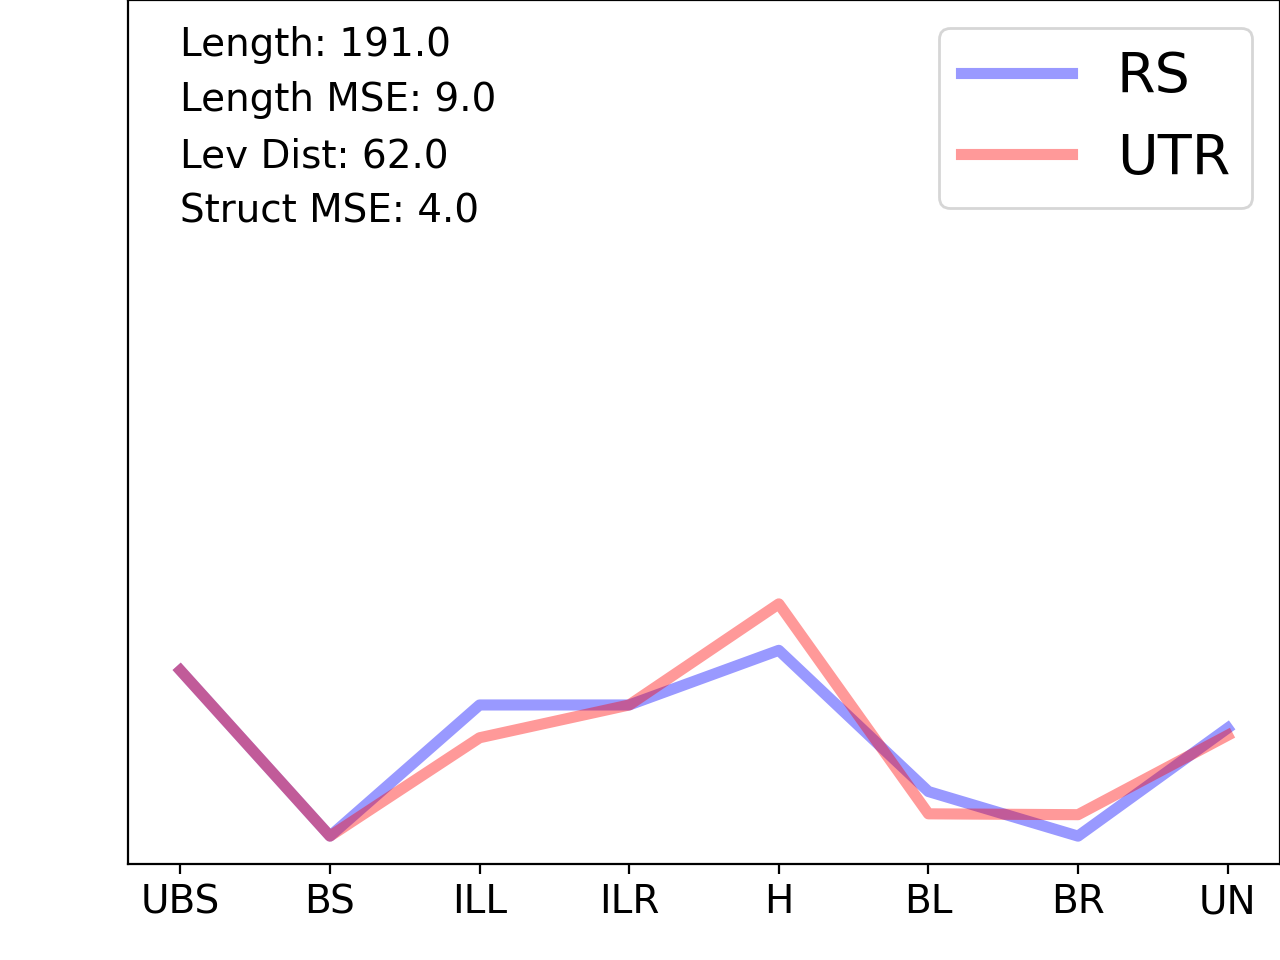 Length: 191.0
Length MSE: 9.0
Lev Dist: 62.0
Struct MSE: 4.0
RS
UTR
UBS BS ILL ILR H BL BR UN